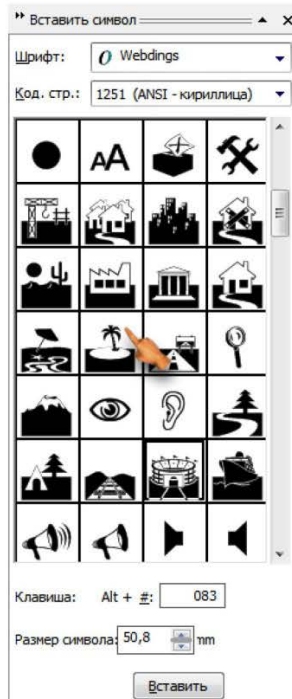 Вставить символ
Шрифт: Webdings
Код. стр.: 1251 (ANSI - кириллица)
AA
Клавиша: Alt + #: 083
Размер символа: 50,8 mm
Вставить